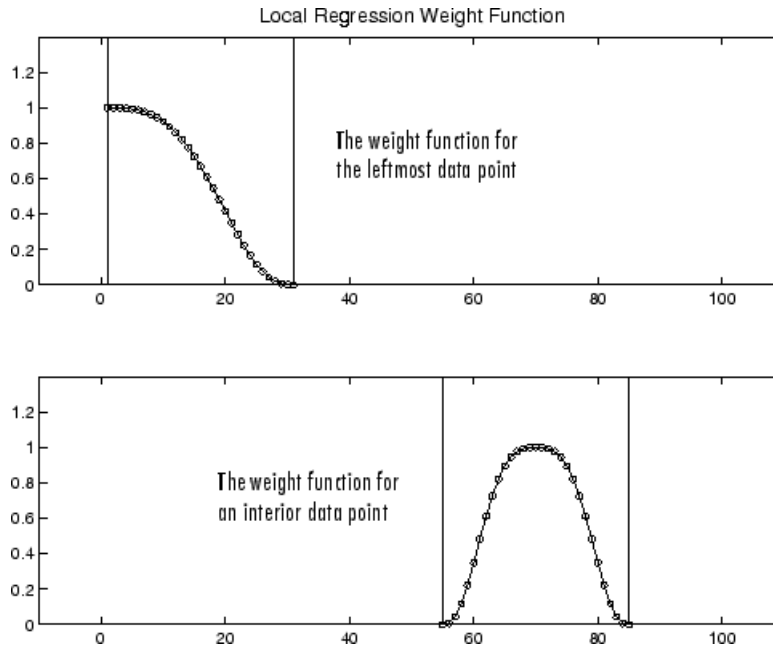 Local Regression Weight Function
1.2
1
0.8
0.6
0.4
0.2
0
The weight function for
the leftmost data point
0 20 40 60 80 100
1.2
1
0.8
0.6
0.4
0.2
0
The weight function for
an interior data point
0 20 40 60 80 100